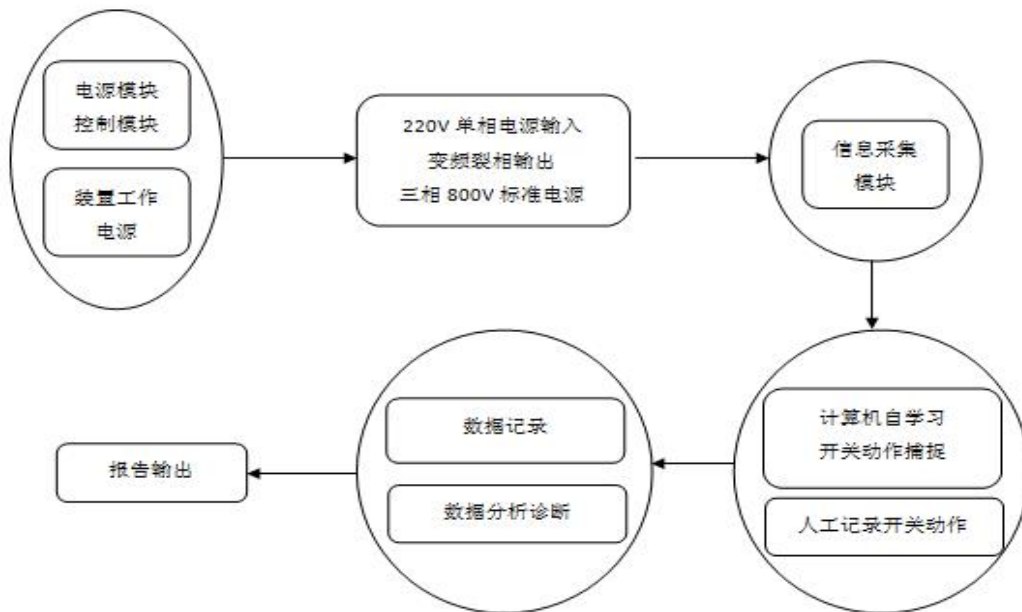 电源模块
控制模块
装置工作
电源
220V 单相电源输入
变频裂相输出
三相 800V 标准电源
信息采集
模块
计算机自学习
开关动作捕捉
人工记录开关动作
数据记录
数据分析诊断
报告输出